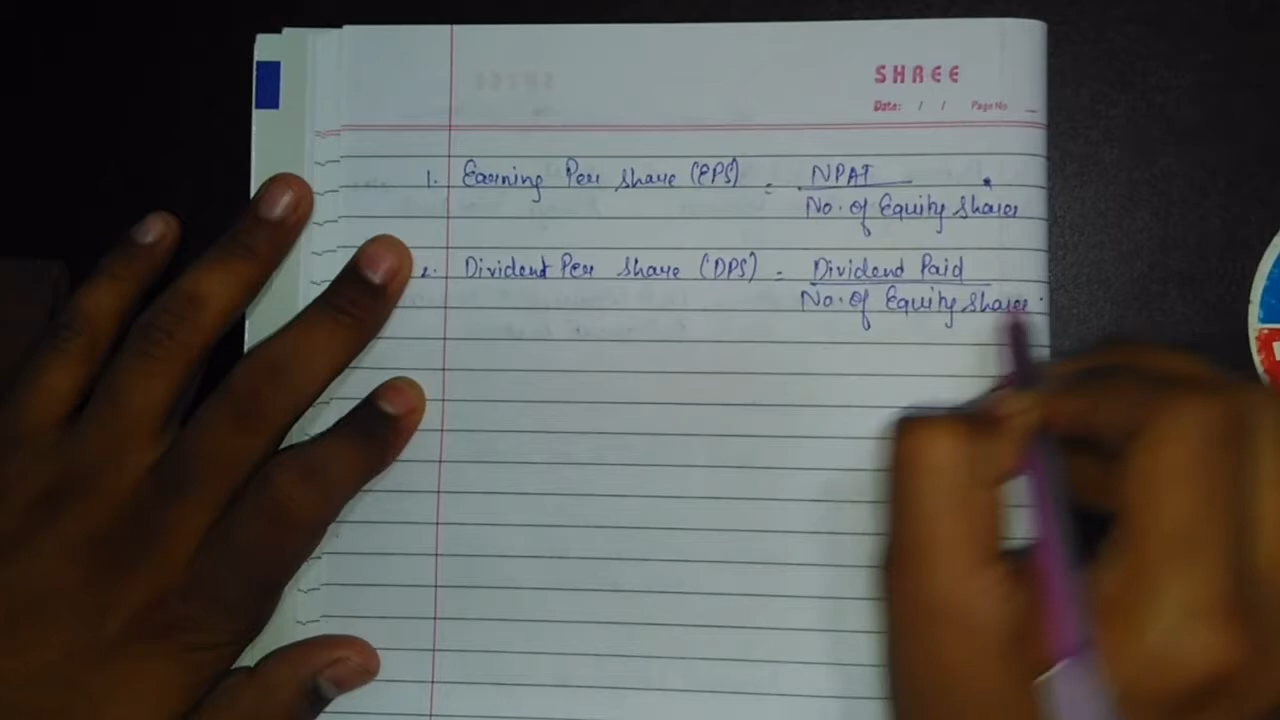 SHREE
Date: / / Page No
1. Earning Per Share (EPS) = NPAT
No. of Equity Shares
2. Divident Per Share (DPS) = Dividend Paid
No. of Equity Shares